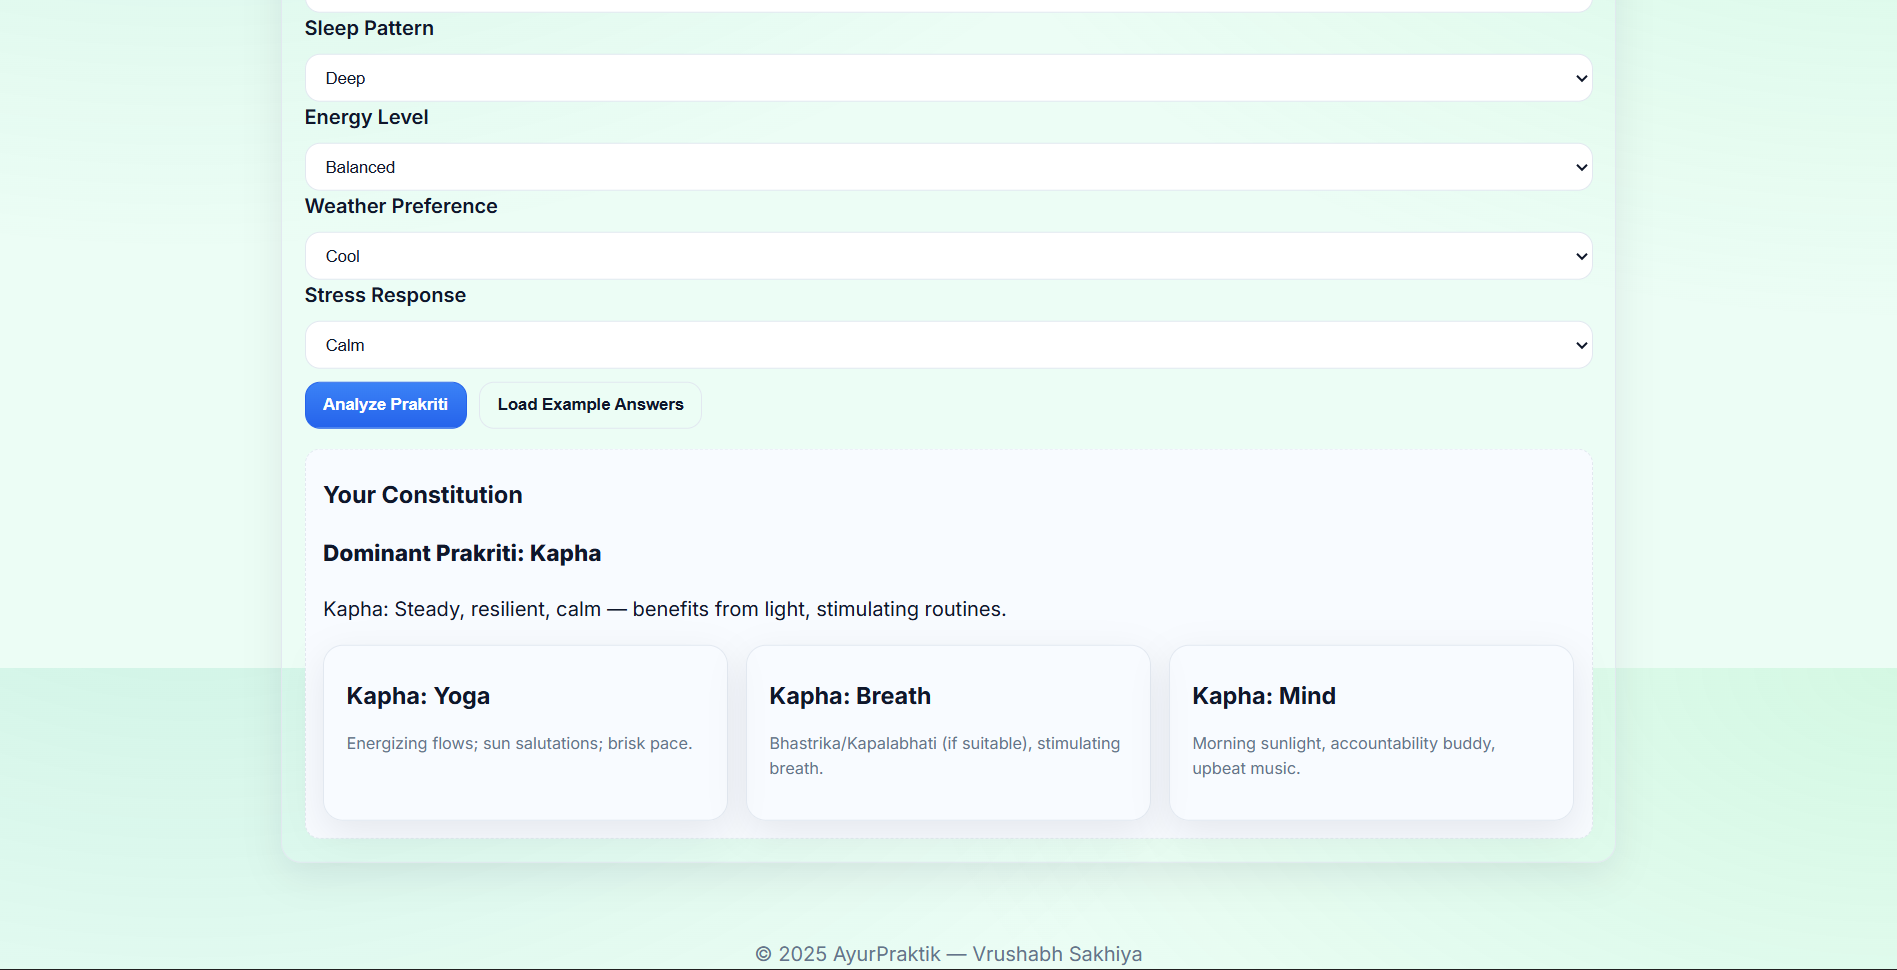 Sleep Pattern
Deep
Energy Level
Balanced
Weather Preference
Cool
Stress Response
Calm
Analyze Prakriti
Load Example Answers
Your Constitution
Dominant Prakriti: Kapha
Kapha: Steady, resilient, calm — benefits from light, stimulating routines.
Kapha: Yoga
Energizing flows; sun salutations; brisk pace.
Kapha: Breath
Bhastrika/Kapalabhati (if suitable), stimulating
breath.
Kapha: Mind
Morning sunlight, accountability buddy,
upbeat music.
© 2025 AyurPraktik — Vrushabh Sakhiya